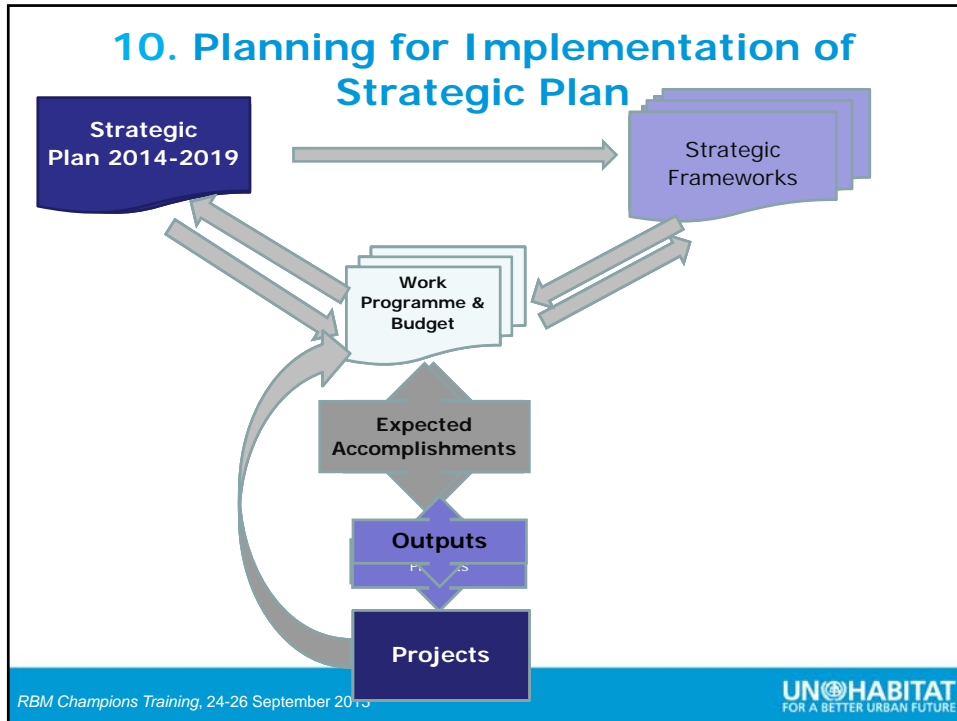 10. Planning for Implementation of
Strategic Plan
Strategic
Plan 2014-2019
Strategic
Frameworks
Work
Programme &
Budget
Expected
Accomplishments
Outputs
Projects
RBM Champions Training, 24-26 September
UN HABITAT
FOR A BETTER URBAN FUTURE